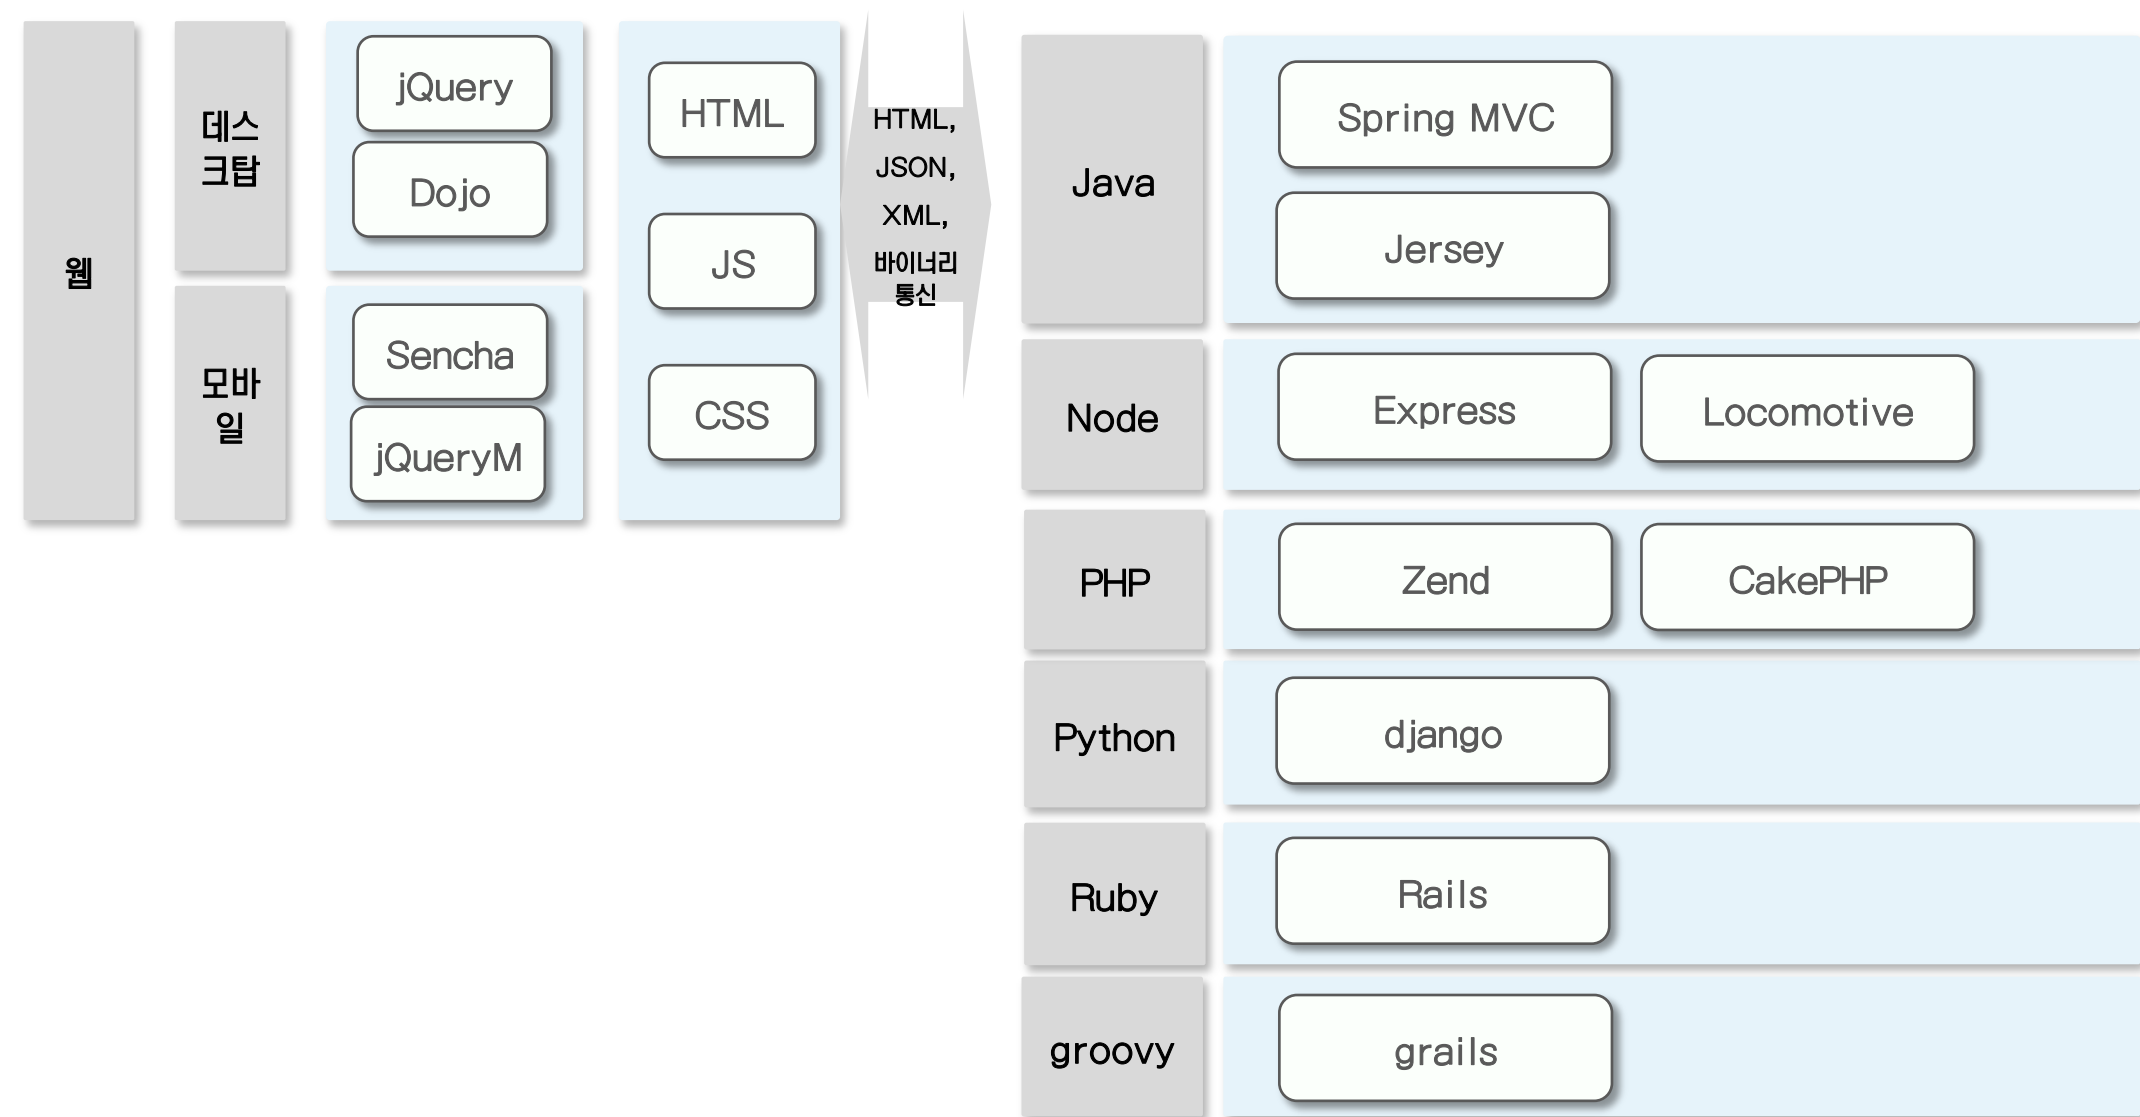 웹
데스
크탑
jQuery
Dojo
모바
일
Sencha
jQueryM
HTML
JS
CSS
HTML,
JSON,
XML,
바이너리
통신
Java
Spring MVC
Jersey
Node
Express
Locomotive
PHP
Zend
CakePHP
Python
django
Ruby
Rails
groovy
grails